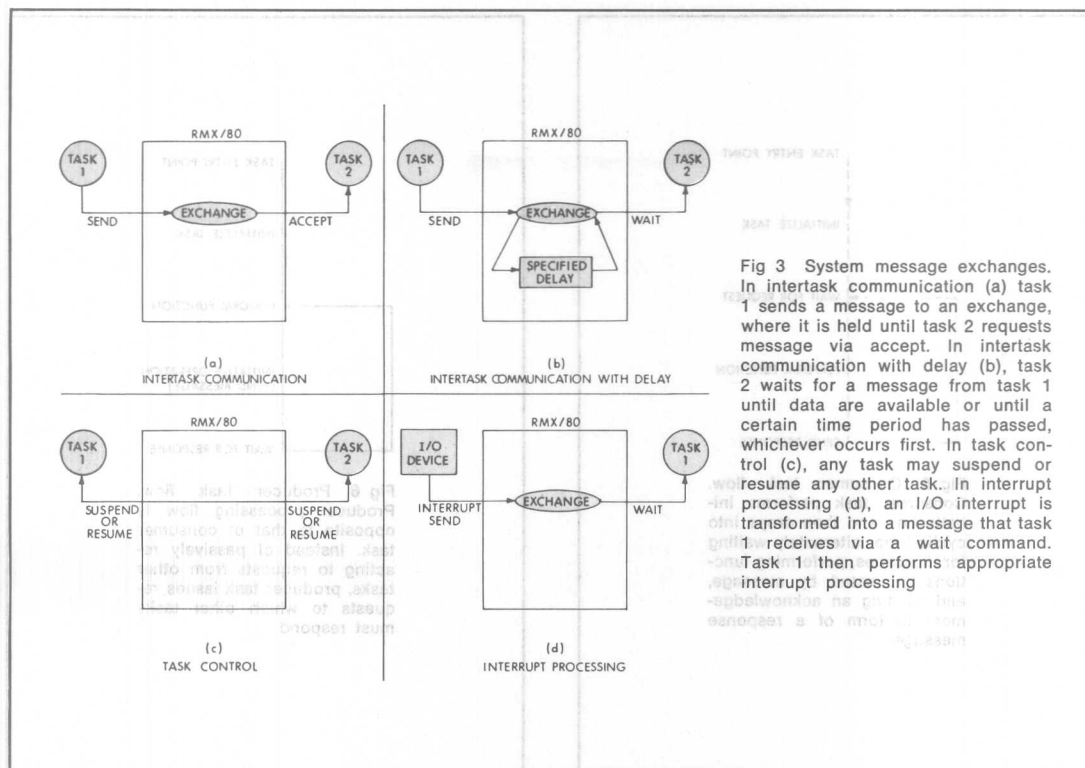 RMX/80
TASK
1
TASK
2
EXCHANGE
SEND
ACCEPT
(a)
INTERTASK COMMUNICATION
RMX/80
TASK
1
TASK
2
EXCHANGE
SEND
WAIT
SPECIFIED
DELAY
(b)
INTERTASK COMMUNICATION WITH DELAY
RMX/80
TASK
1
TASK
2
SUSPEND
OR
RESUME
SUSPEND
OR
RESUME
(c)
TASK CONTROL
RMX/80
I/O
DEVICE
TASK
1
EXCHANGE
INTERRUPT
SEND
WAIT
(d)
INTERRUPT PROCESSING
Fig 3 System message exchanges.
In intertask communication (a) task
1 sends a message to an exchange,
where it is held until task 2 requests
message via accept. In intertask
communication with delay (b), task
2 waits for a message from task 1
until data are available or until a
certain time period has passed,
whichever occurs first. In task con-
trol (c), any task may suspend or
resume any other task. In interrupt
processing (d), an I/O interrupt is
transformed into a message that task
1 receives via a wait command.
Task 1 then performs appropriate
interrupt processing